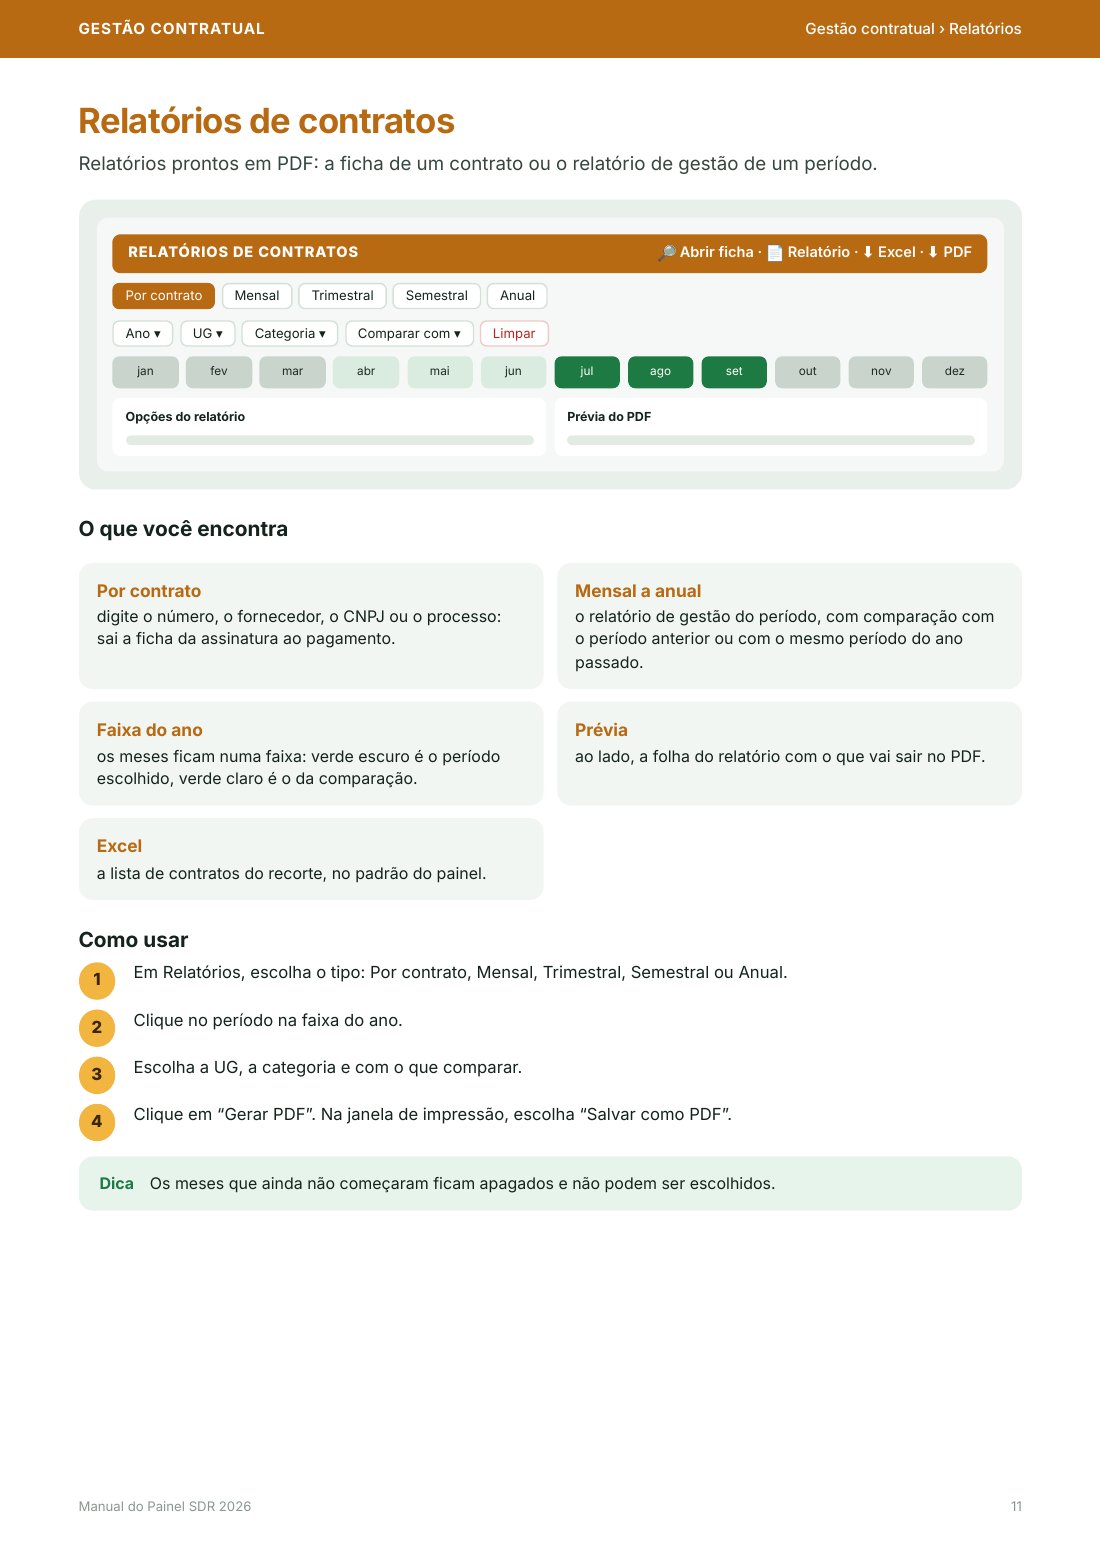 GESTÃO CONTRATUAL
Gestão contratual › Relatórios
Relatórios de contratos
Relatórios prontos em PDF: a ficha de um contrato ou o relatório de gestão de um período.
RELATÓRIOS DE CONTRATOS
🔎 Abrir ficha · 📄 Relatório · ⬇ Excel · ⬇ PDF
Por contrato Mensal Trimestral Semestral Anual
Ano ▾ UG ▾ Categoria ▾ Comparar com ▾ Limpar
jan fev mar abr mai jun jul ago set out nov dez
Opções do relatório
Prévia do PDF
O que você encontra
Por contrato
digite o número, o fornecedor, o CNPJ ou o processo:
sai a ficha da assinatura ao pagamento.
Mensal a anual
o relatório de gestão do período, com comparação com
o período anterior ou com o mesmo período do ano
passado.
Faixa do ano
os meses ficam numa faixa: verde escuro é o período
escolhido, verde claro é o da comparação.
Prévia
ao lado, a folha do relatório com o que vai sair no PDF.
Excel
a lista de contratos do recorte, no padrão do painel.
Como usar
1 Em Relatórios, escolha o tipo: Por contrato, Mensal, Trimestral, Semestral ou Anual.
2 Clique no período na faixa do ano.
3 Escolha a UG, a categoria e com o que comparar.
4 Clique em “Gerar PDF”. Na janela de impressão, escolha “Salvar como PDF”.
Dica Os meses que ainda não começaram ficam apagados e não podem ser escolhidos.
Manual do Painel SDR 2026
11